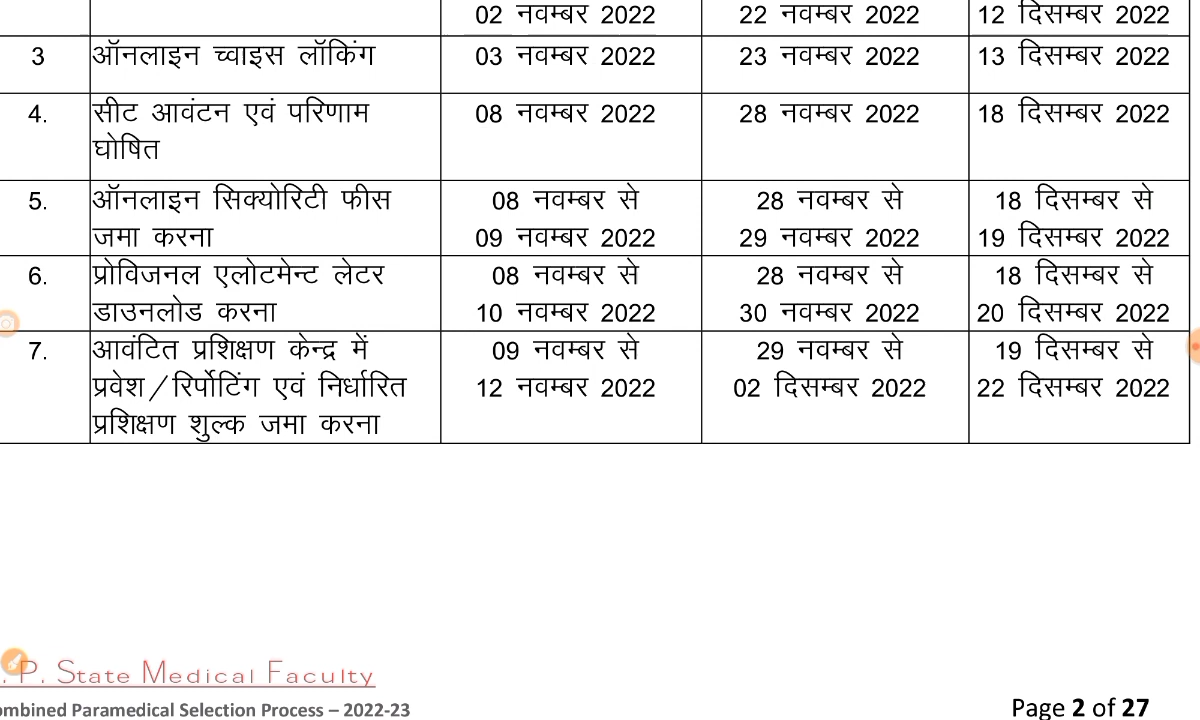 02 नवम्बर 2022 22 नवम्बर 2022 12 दिसम्बर 2022
3 ऑनलाइन च्वाइस लॉकिंग 03 नवम्बर 2022 23 नवम्बर 2022 13 दिसम्बर 2022
4. सीट आवंटन एवं परिणाम 08 नवम्बर 2022 28 नवम्बर 2022 18 दिसम्बर 2022
घोषित
5. ऑनलाइन सिक्योरिटी फीस 08 नवम्बर से 28 नवम्बर से 18 दिसम्बर से
जमा करना 09 नवम्बर 2022 29 नवम्बर 2022 19 दिसम्बर 2022
6. प्रोविजनल एलोटमेन्ट लेटर 08 नवम्बर से 28 नवम्बर से 18 दिसम्बर से
डाउनलोड करना 10 नवम्बर 2022 30 नवम्बर 2022 20 दिसम्बर 2022
7. आवंटित प्रशिक्षण केन्द्र में 09 नवम्बर से 29 नवम्बर से 19 दिसम्बर से
प्रवेश/रिर्पोटिंग एवं निर्धारित 12 नवम्बर 2022 02 दिसम्बर 2022 22 दिसम्बर 2022
प्रशिक्षण शुल्क जमा करना
. P. State Medical Faculty
ombined Paramedical Selection Process – 2022-23 Page 2 of 27